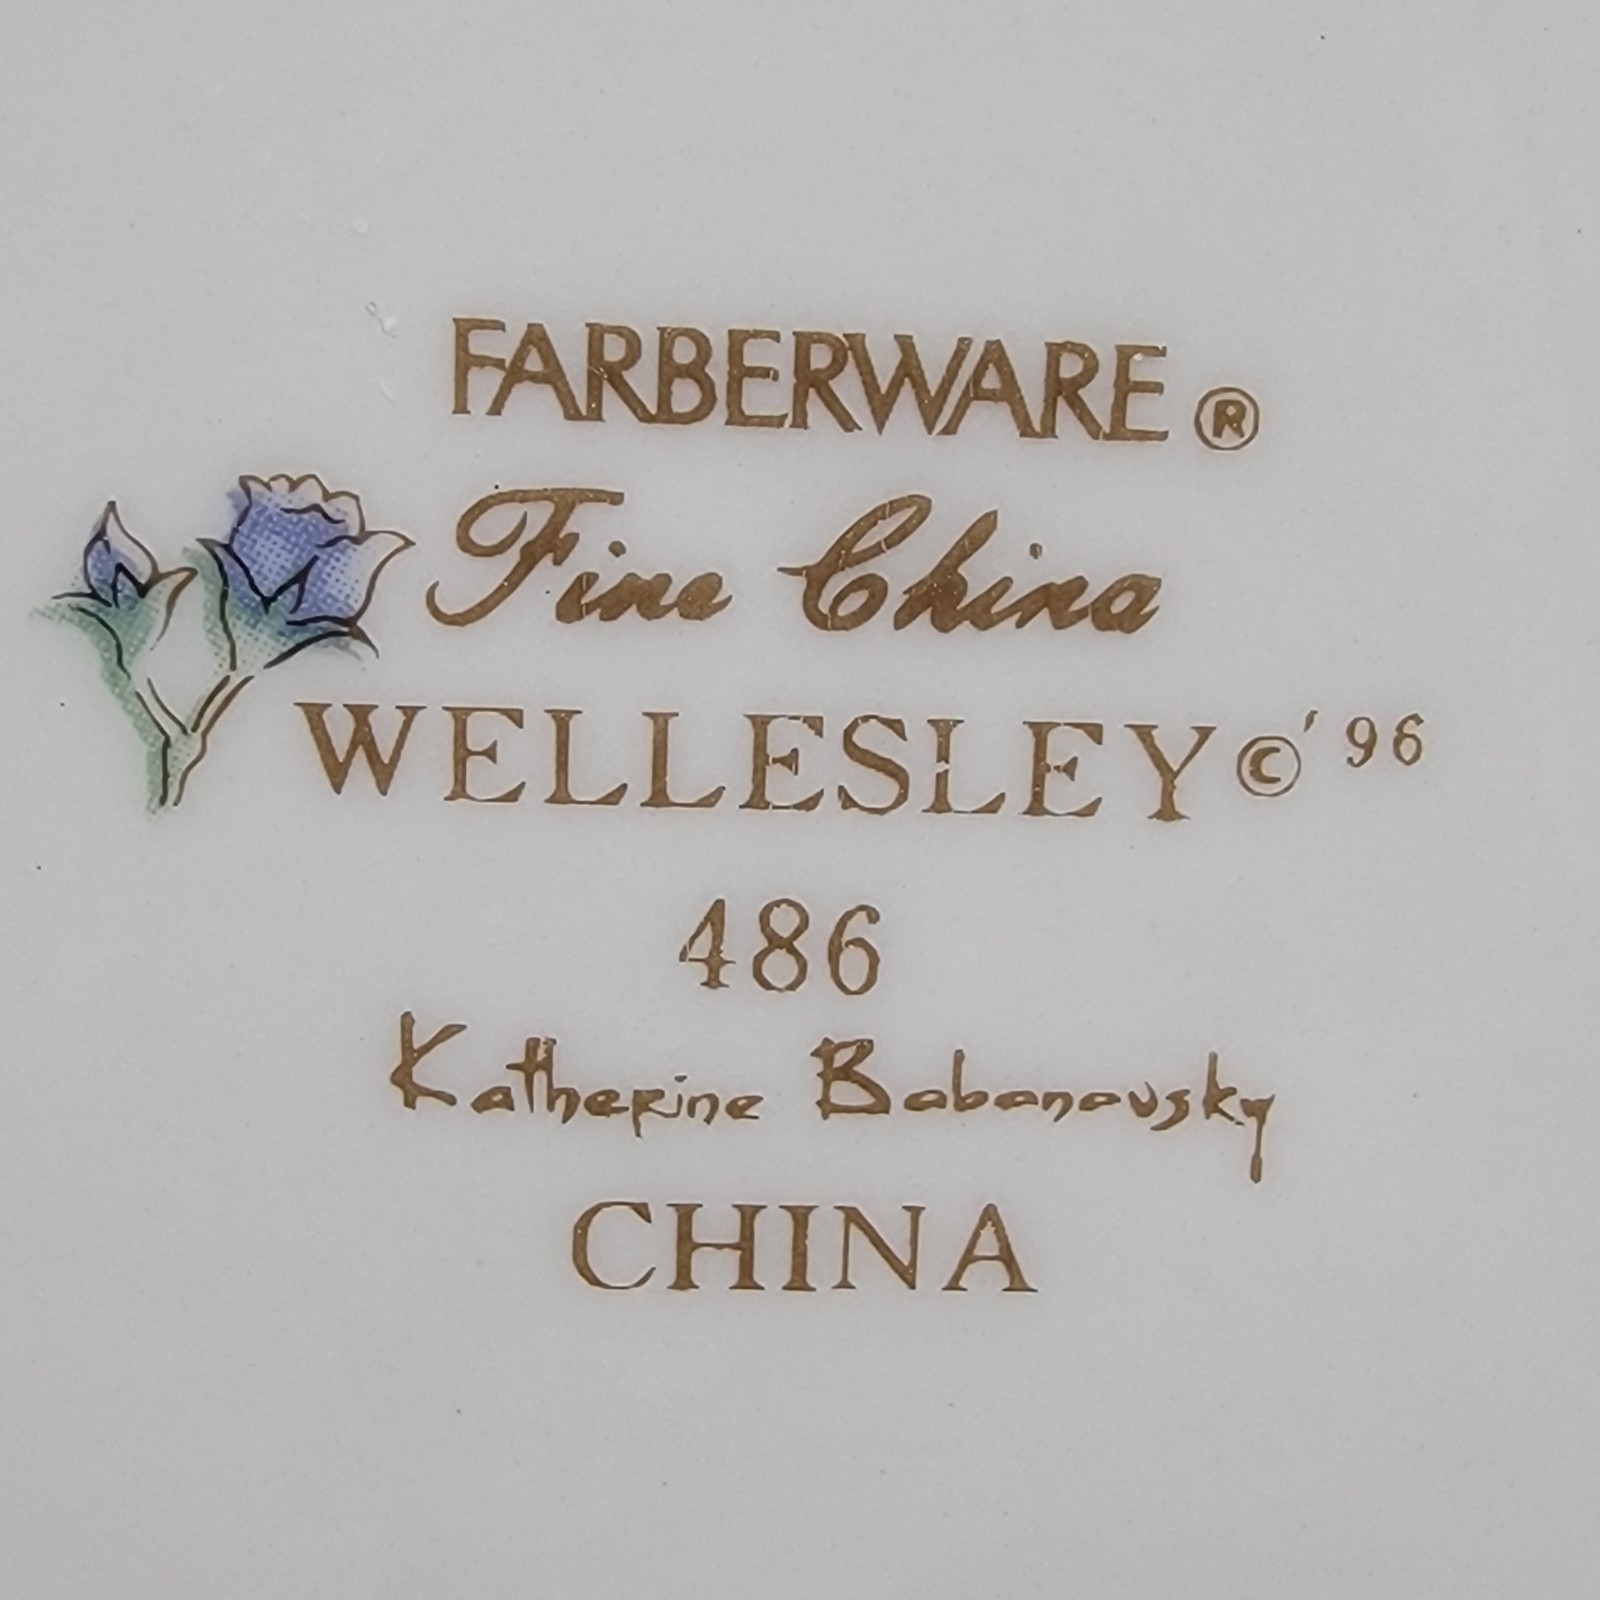 FARBERWARE®
Fine China
WELLESLEY©'96
486
Katherine Babanovsky
CHINA